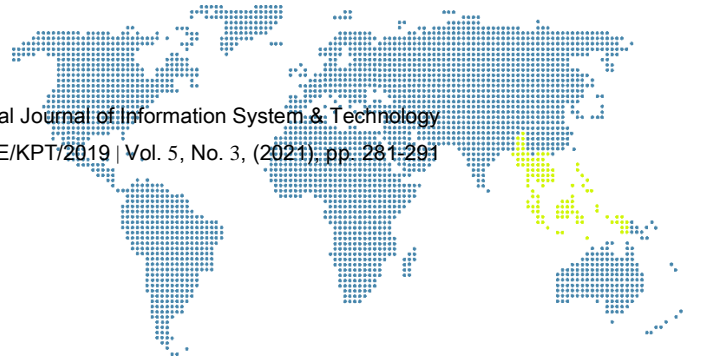 al Journal of Information System & Technology
E/KPT/2019 | Vol. 5, No. 3, (2021), pp. 281-291